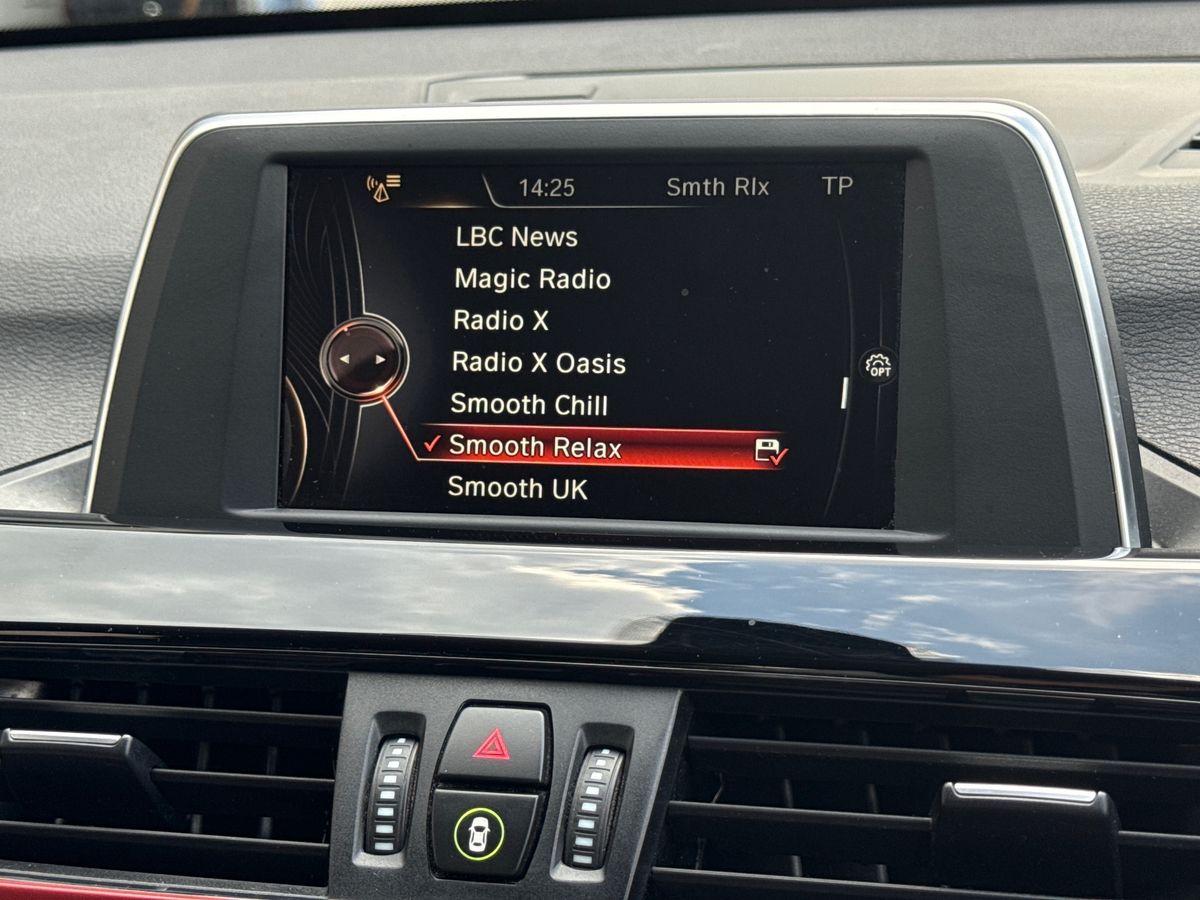 14:25 Smth Rlx TP
LBC News
Magic Radio
Radio X
Radio X Oasis
Smooth Chill
Smooth Relax
Smooth UK
OPT